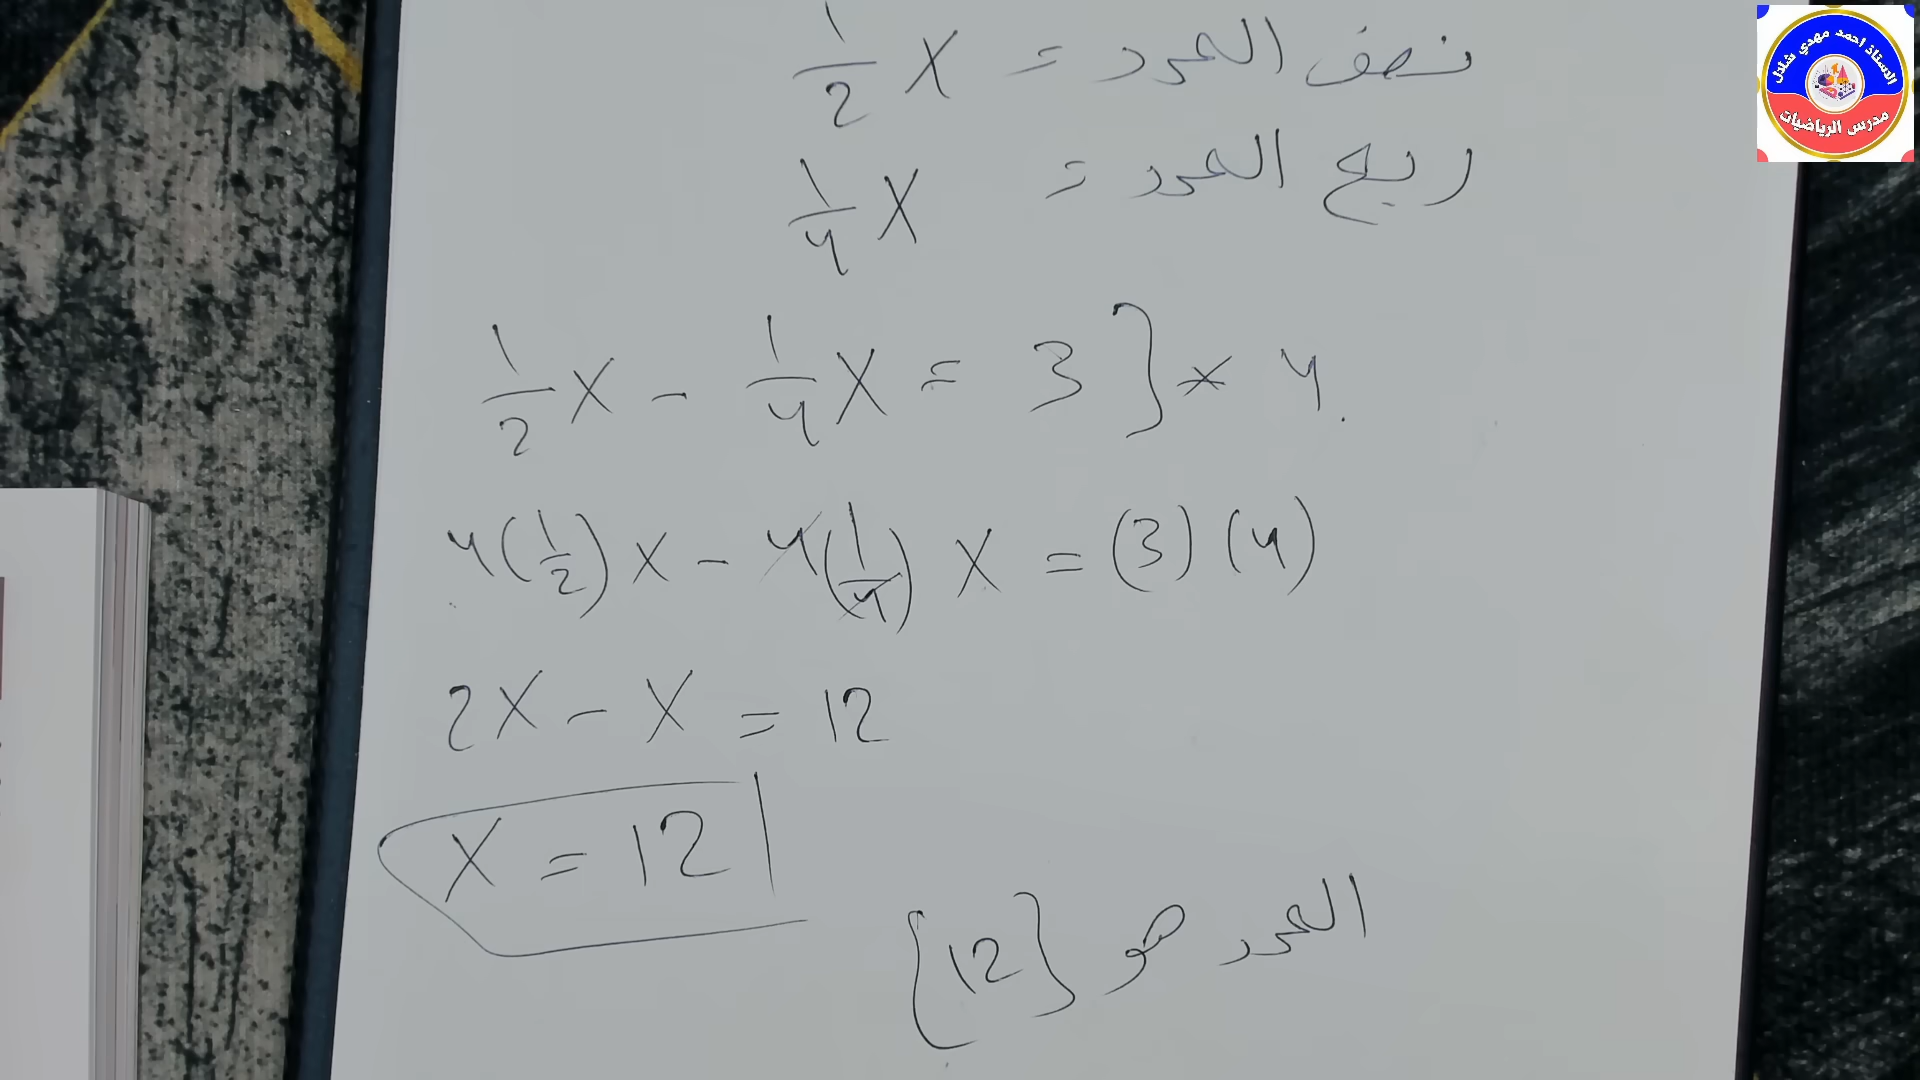 نصف العدد = 1/2 X
ربع العدد = 1/4 X
1/2 X - 1/4 X = 3 } * 4
4(1/2) X - 4(1/4) X = (3) (4)
2X - X = 12
X = 12
العدد هو {12}
الاستاذ احمد مهدي شلال
مدرس الرياضيات